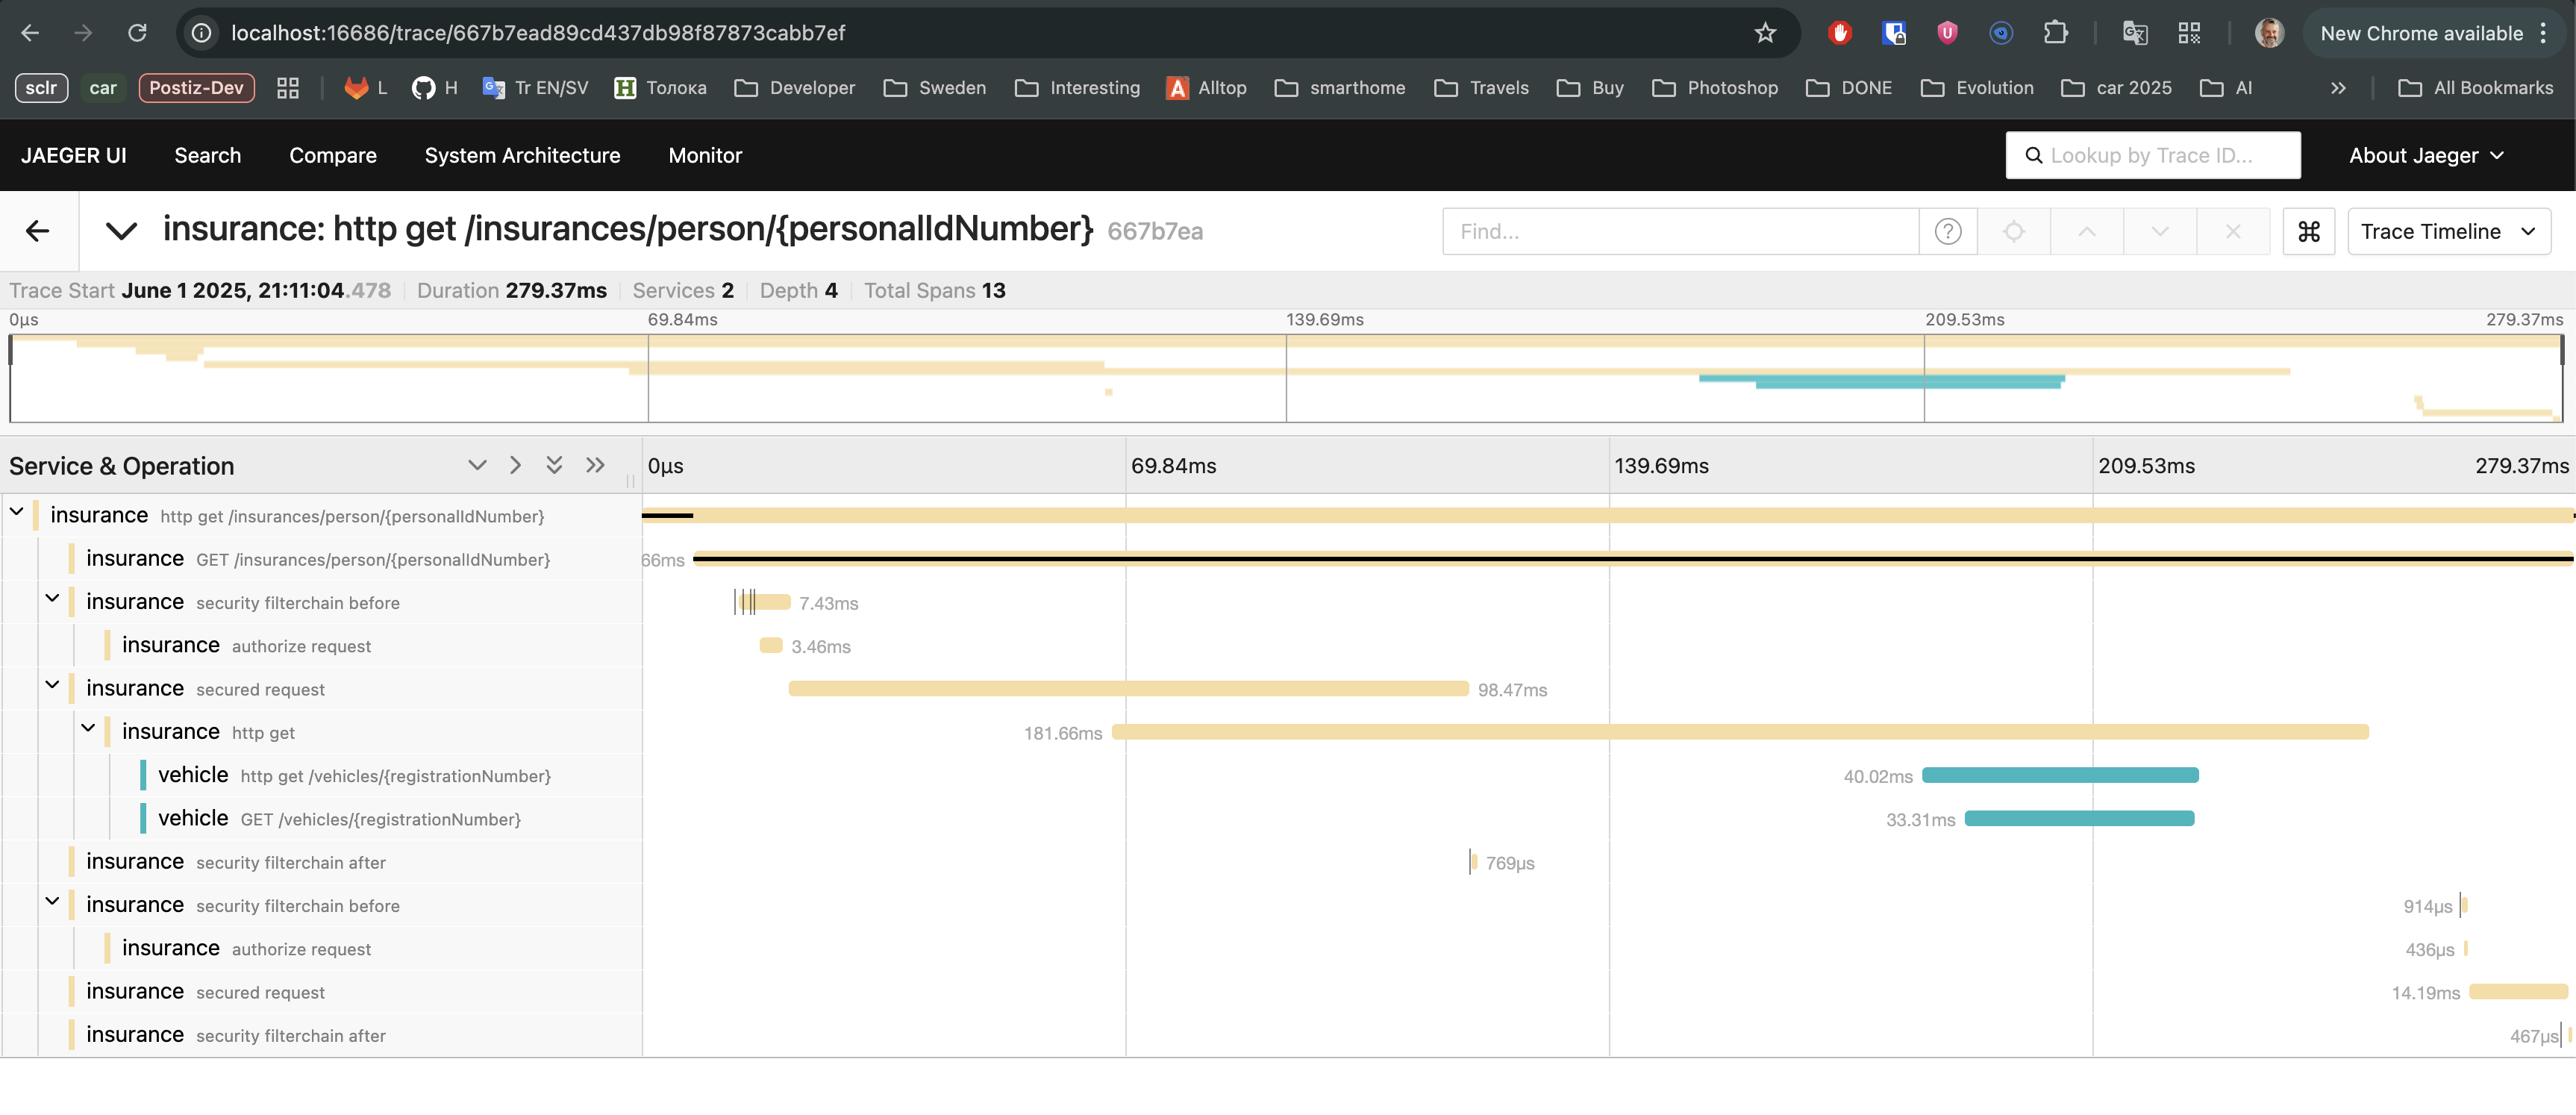 localhost:16686/trace/667b7ead89cd437db98f87873cabb7ef
New Chrome available
sclr car Postiz-Dev L H Tr EN/SV Толока Developer Sweden Interesting Alltop smarthome Travels Buy Photoshop DONE Evolution car 2025 AI » All Bookmarks
JAEGER UI Search Compare System Architecture Monitor Lookup by Trace ID... About Jaeger
insurance: http get /insurances/person/{personalIdNumber} 667b7ea Find... Trace Timeline
Trace Start June 1 2025, 21:11:04.478 Duration 279.37ms Services 2 Depth 4 Total Spans 13
0μs 69.84ms 139.69ms 209.53ms 279.37ms
Service & Operation 0μs 69.84ms 139.69ms 209.53ms 279.37ms
insurance http get /insurances/person/{personalIdNumber}
insurance GET /insurances/person/{personalIdNumber} 66ms
insurance security filterchain before 7.43ms
insurance authorize request 3.46ms
insurance secured request 98.47ms
insurance http get 181.66ms
vehicle http get /vehicles/{registrationNumber} 40.02ms
vehicle GET /vehicles/{registrationNumber} 33.31ms
insurance security filterchain after 769μs
insurance security filterchain before 914μs
insurance authorize request 436μs
insurance secured request 14.19ms
insurance security filterchain after 467μs